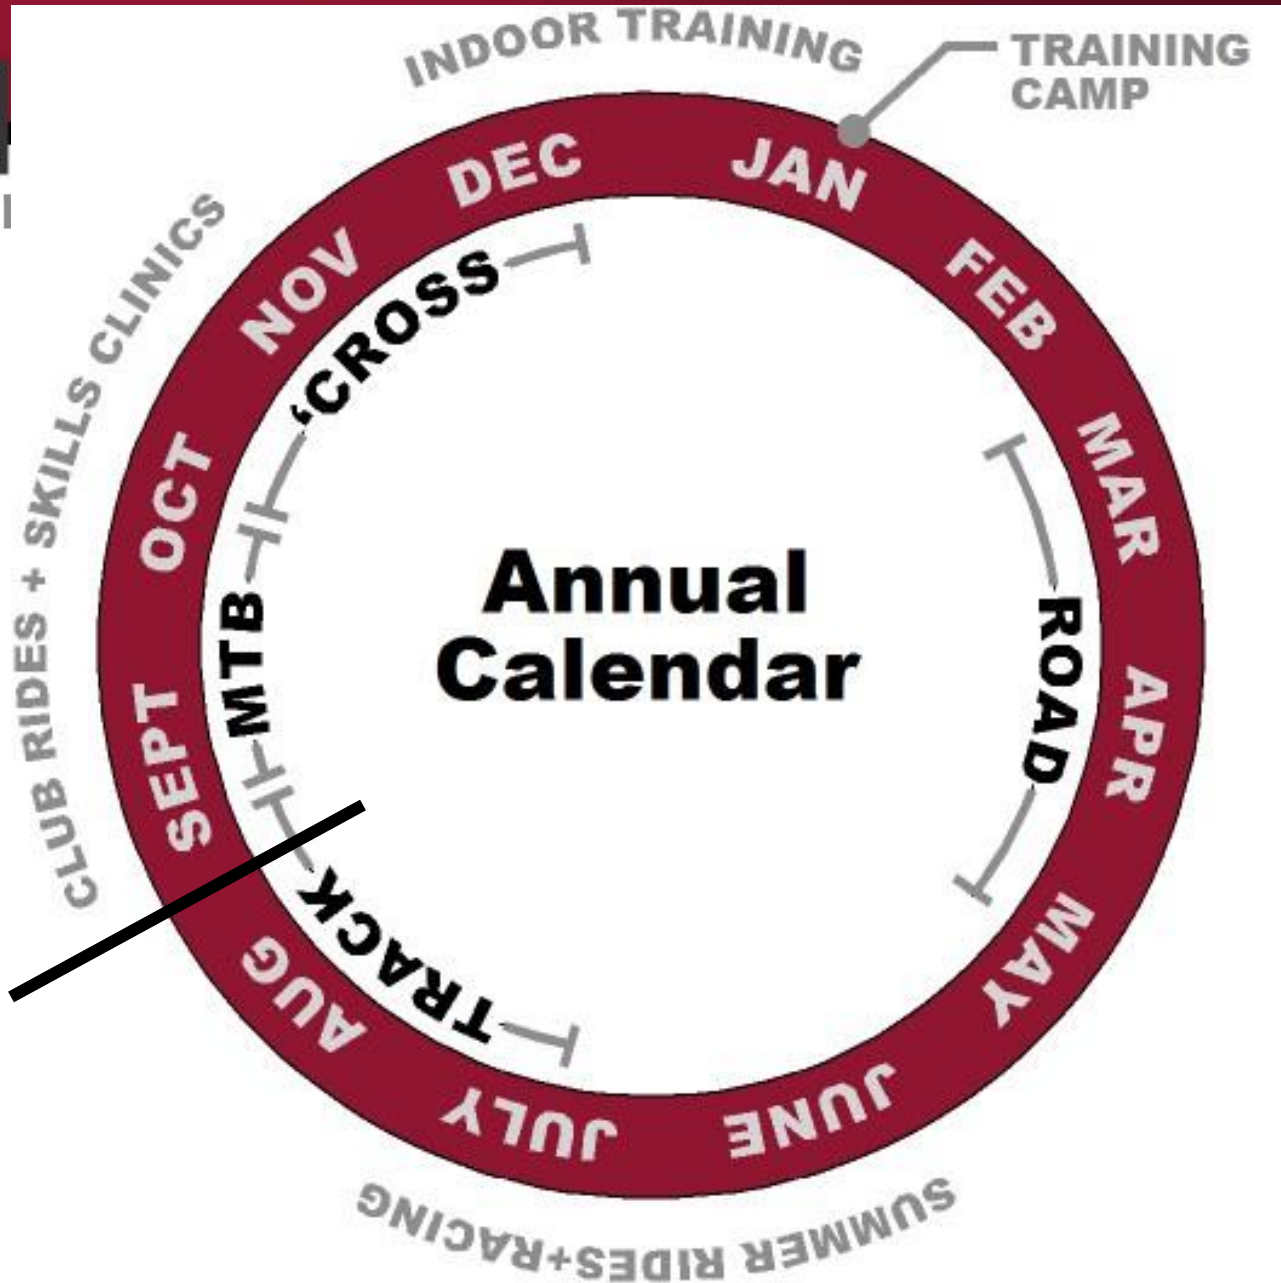 INDOOR TRAINING
TRAINING
CAMP
JAN
FEB
MAR
APR
MAY
JUNE
JULY
AUG
SEPT
OCT
NOV
DEC
‘CROSS
ROAD
Annual
Calendar
MTB
TRACK
CLUB RIDES + SKILLS CLINICS
SUMMER RIDES+RACING